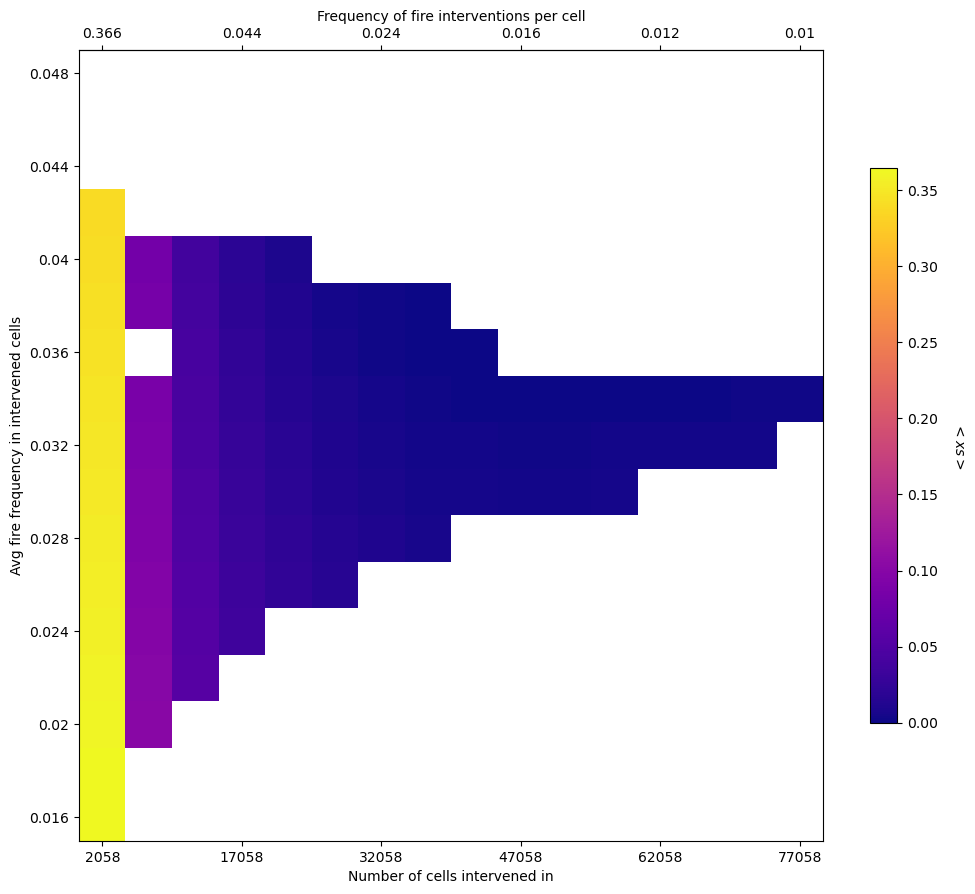 Frequency of fire interventions per cell
0.366 0.044 0.024 0.016 0.012 0.01
0.048
0.044
0.04
0.036
0.032
0.028
0.024
0.02
0.016
Avg fire frequency in intervened cells
2058 17058 32058 47058 62058 77058
Number of cells intervened in
0.35
0.30
0.25
0.20
0.15
0.10
0.05
0.00
< sx >